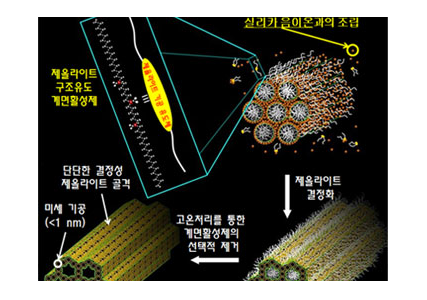 실리카 음이온과의 조립
제올라이트
구조유도
계면활성제
제올라이트 기공 유도체
단단한 결정성
제올라이트 골격
제올라이트
결정화
미세 기공
(<1 nm)
고온처리를 통한
계면활성제의
선택적 제거